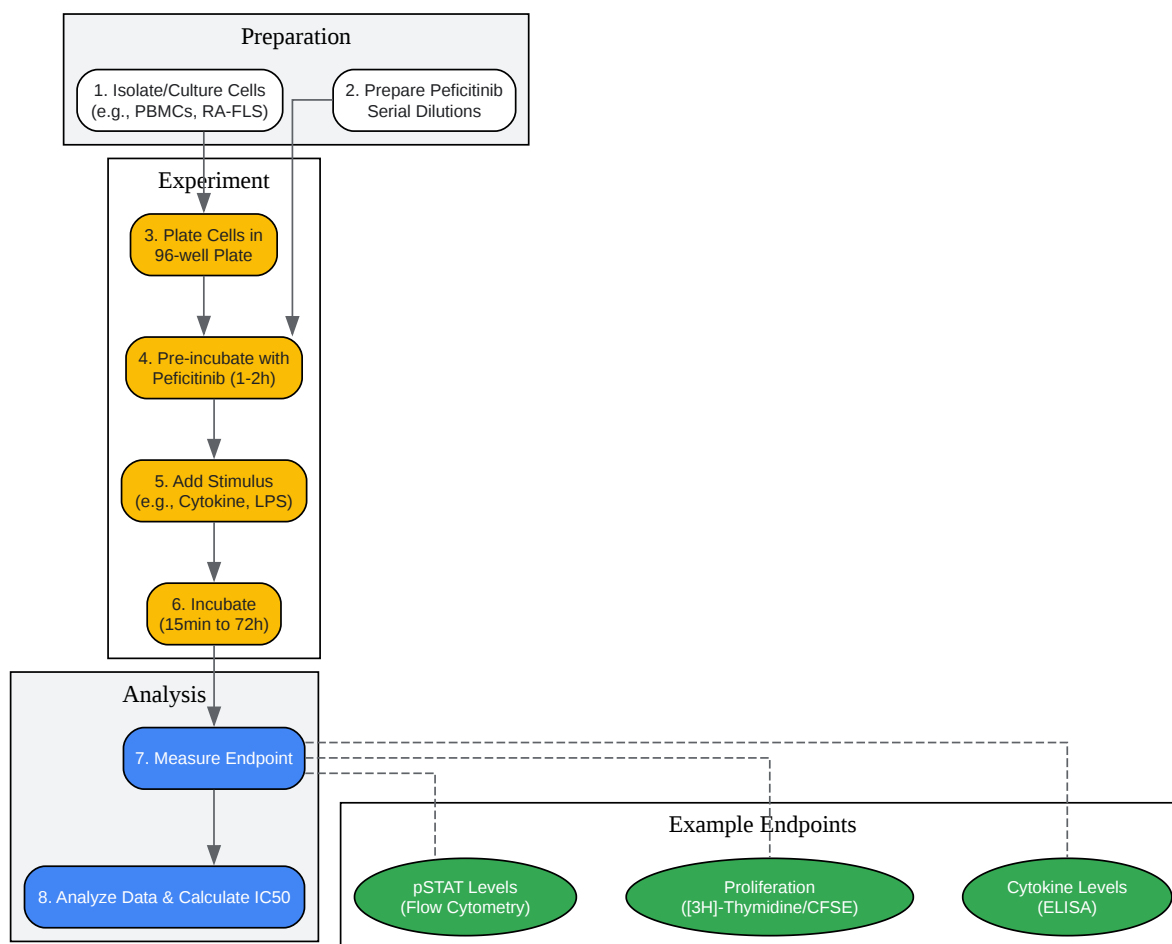 Preparation
1. Isolate/Culture Cells
(e.g., PBMCs, RA-FLS)
2. Prepare Peficitinib
Serial Dilutions
Experiment
3. Plate Cells in
96-well Plate
4. Pre-incubate with
Peficitinib (1-2h)
5. Add Stimulus
(e.g., Cytokine, LPS)
6. Incubate
(15min to 72h)
Analysis
7. Measure Endpoint
8. Analyze Data & Calculate IC50
Example Endpoints
pSTAT Levels
(Flow Cytometry)
Proliferation
([3H]-Thymidine/CFSE)
Cytokine Levels
(ELISA)